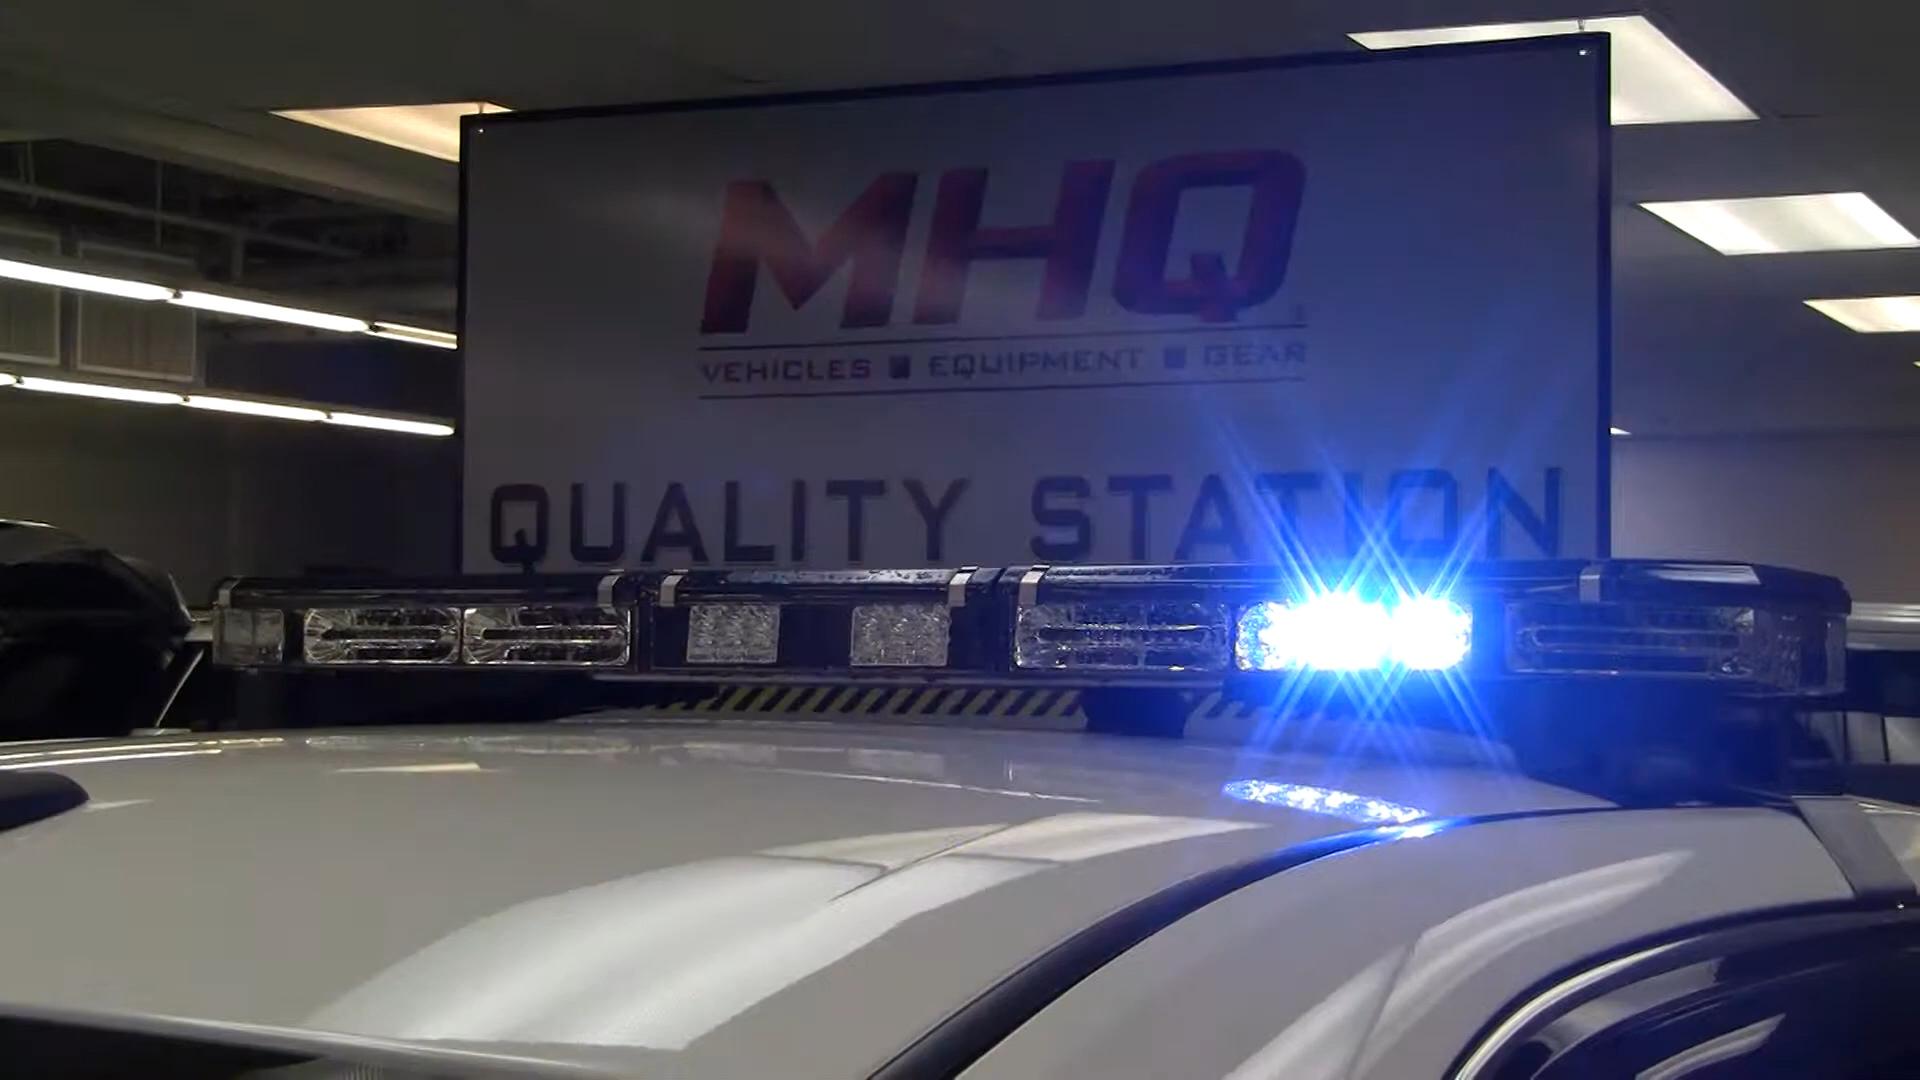 MHQ
VEHICLES ■ EQUIPMENT ■ GEAR
QUALITY STATION